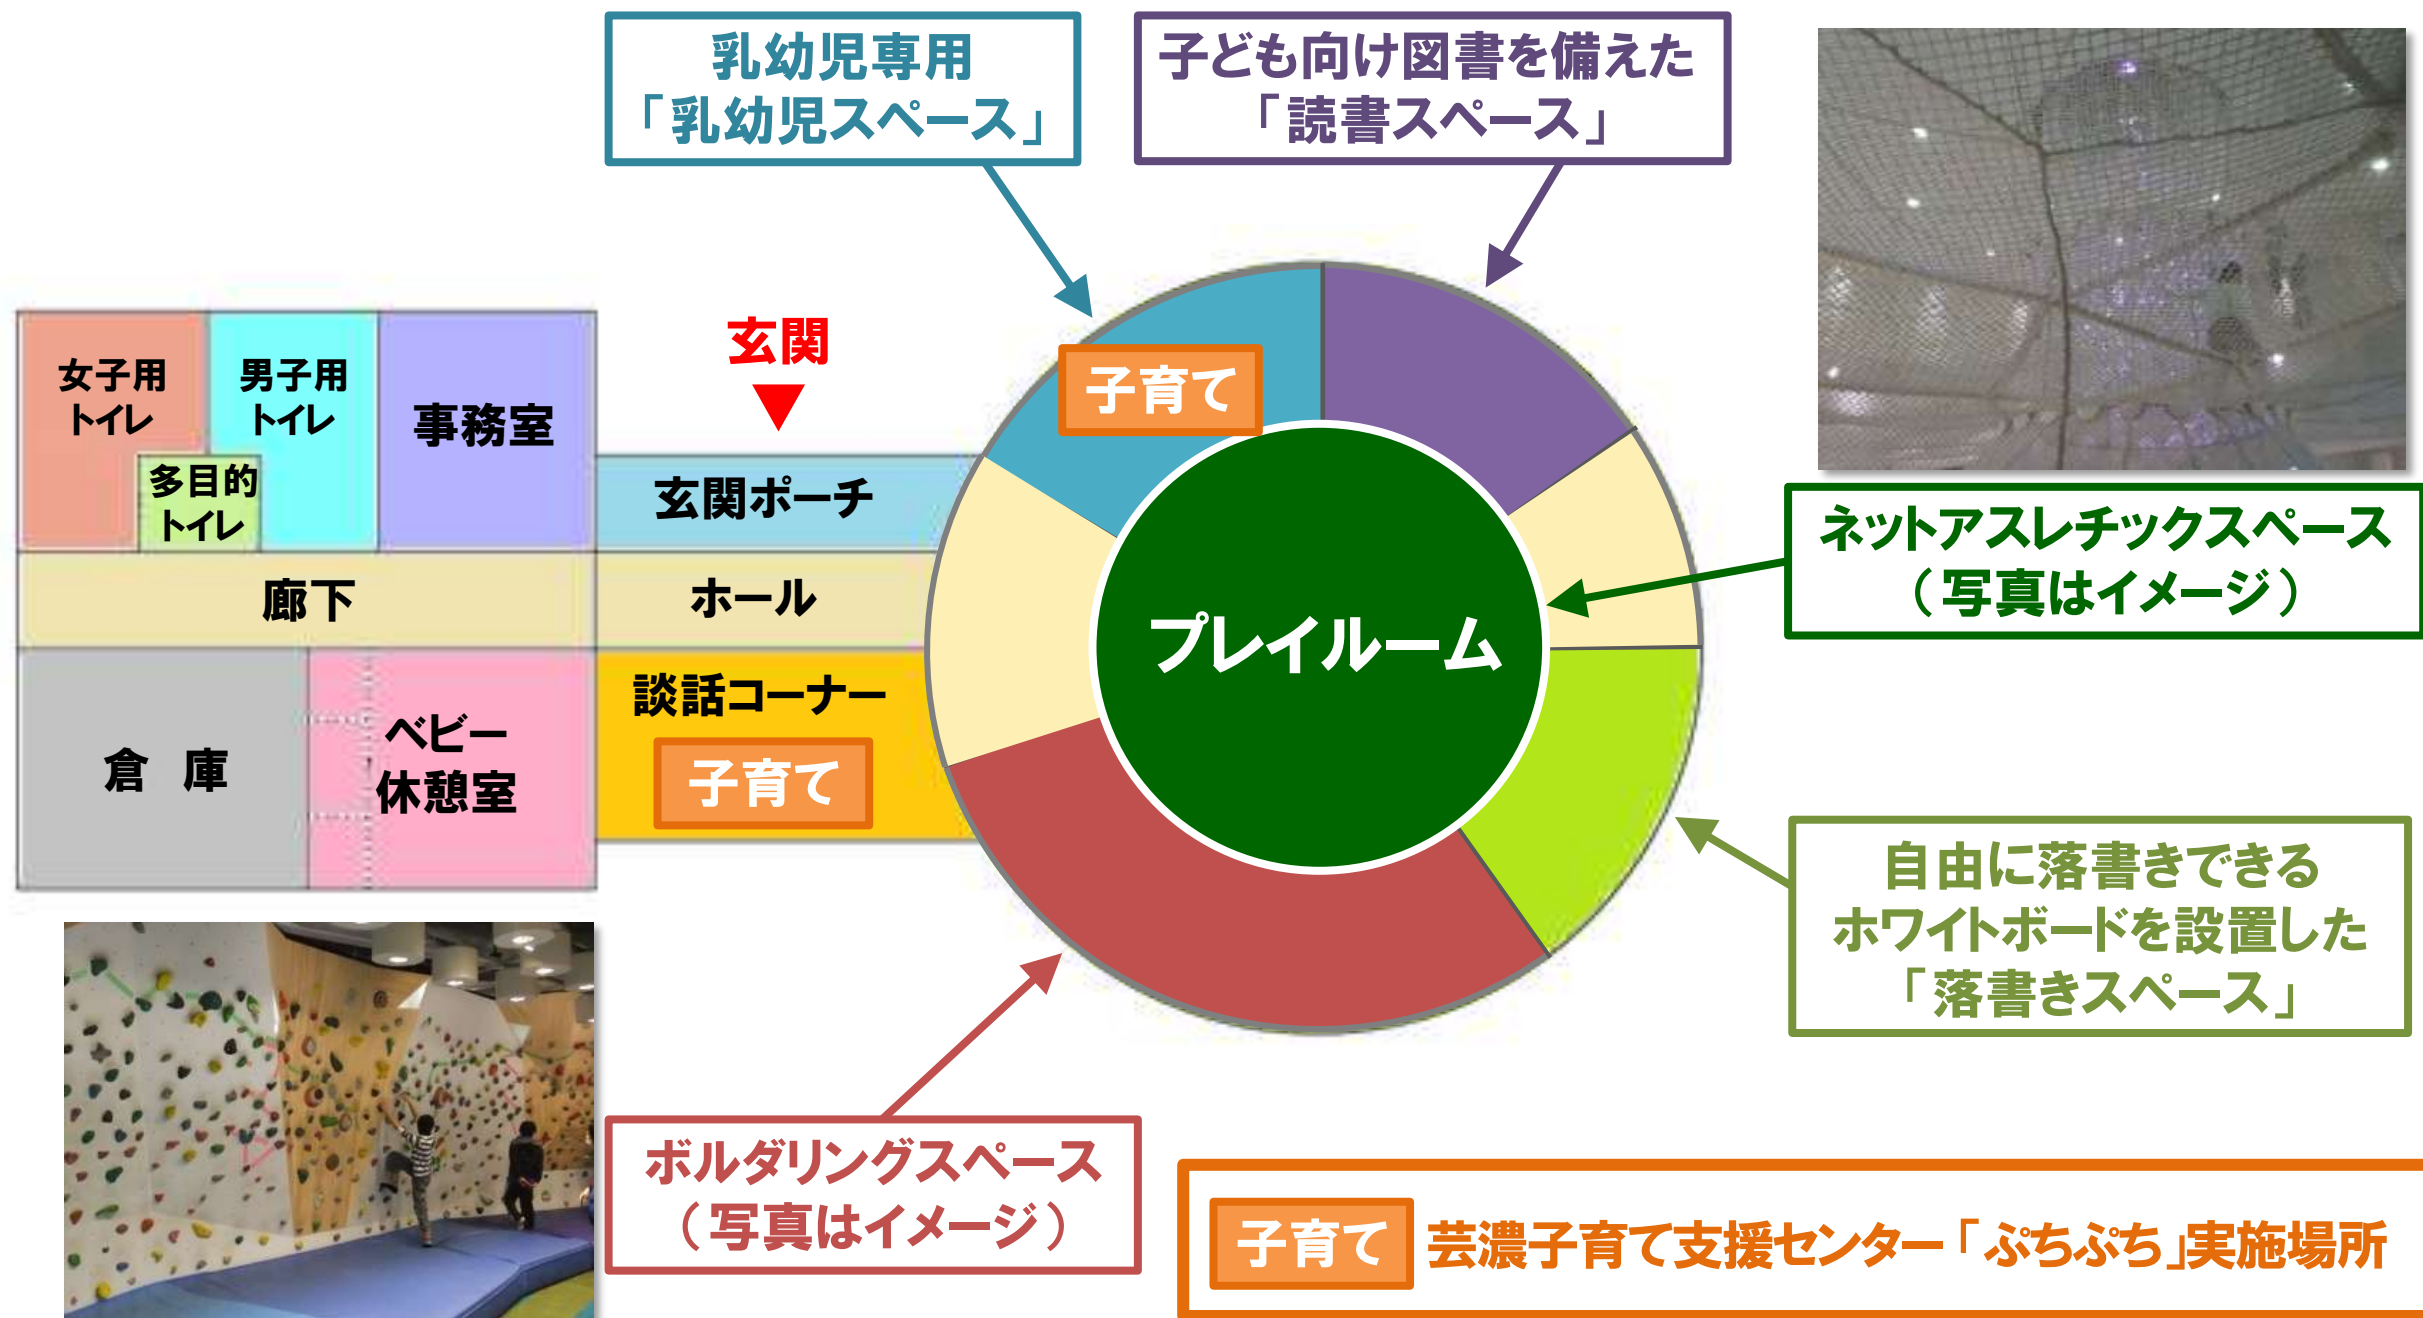 乳幼児専用
「乳幼児スペース」
子ども向け図書を備えた
「読書スペース」
玄関
子育て
女子用
トイレ
男子用
トイレ
事務室
多目的
トイレ
玄関ポーチ
ネットアスレチックスペース
（写真はイメージ）
廊下
ホール
プレイルーム
談話コーナー
子育て
倉 庫
ベビー
休憩室
自由に落書きできる
ホワイトボードを設置した
「落書きスペース」
ボルダリングスペース
（写真はイメージ）
子育て 芸濃子育て支援センター「ぷちぷち」実施場所